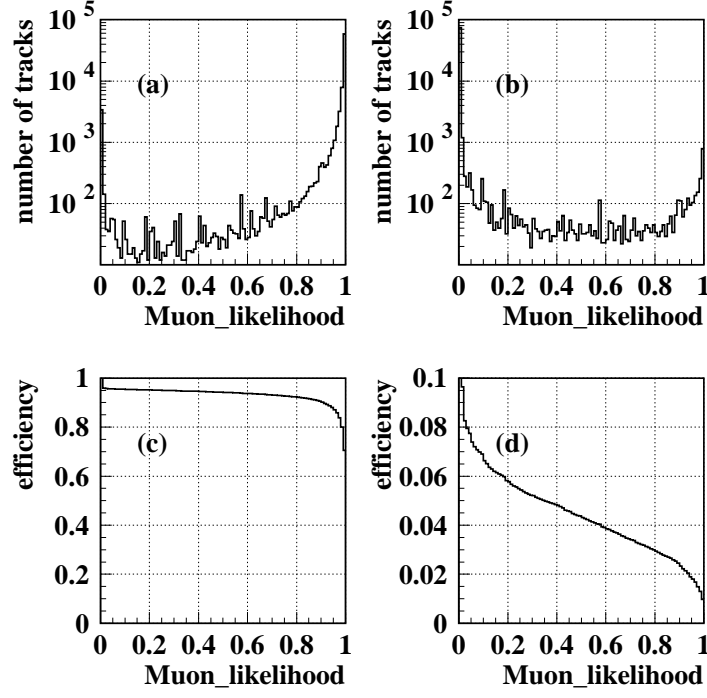 number of tracks
10^5
10^4
10^3
10^2
(a)
0 0.2 0.4 0.6 0.8 1
Muon_likelihood
number of tracks
10^5
10^4
10^3
10^2
(b)
0 0.2 0.4 0.6 0.8 1
Muon_likelihood
efficiency
1
0.8
0.6
0.4
0.2
0
(c)
0 0.2 0.4 0.6 0.8 1
Muon_likelihood
efficiency
0.1
0.08
0.06
0.04
0.02
0
(d)
0 0.2 0.4 0.6 0.8 1
Muon_likelihood